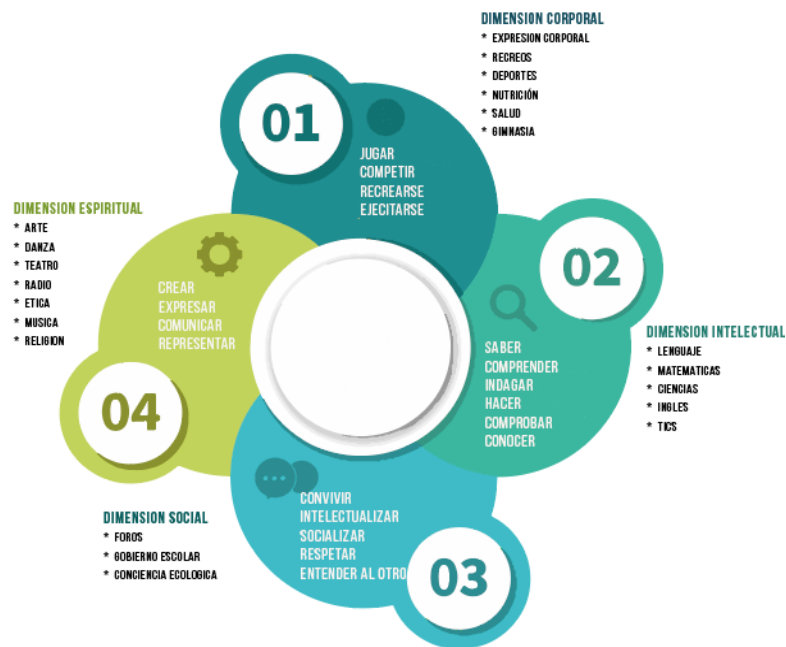 DIMENSION CORPORAL
* EXPRESION CORPORAL
* RECREOS
* DEPORTES
* NUTRICIÓN
* SALUD
* GIMNASIA
01
JUGAR
COMPETIR
RECREARSE
EJECITARSE
02
SABER
COMPRENDER
INDAGAR
HACER
COMPROBAR
CONOCER
DIMENSION INTELECTUAL
* LENGUAJE
* MATEMATICAS
* CIENCIAS
* INGLES
* TICS
03
CONVIVIR
INTELECTUALIZAR
SOCIALIZAR
RESPETAR
ENTENDER AL OTRO
DIMENSION SOCIAL
* FOROS
* GOBIERNO ESCOLAR
* CONCIENCIA ECOLOGICA
04
CREAR
EXPRESAR
COMUNICAR
REPRESENTAR
DIMENSION ESPIRITUAL
* ARTE
* DANZA
* TEATRO
* RADIO
* ETICA
* MUSICA
* RELIGION